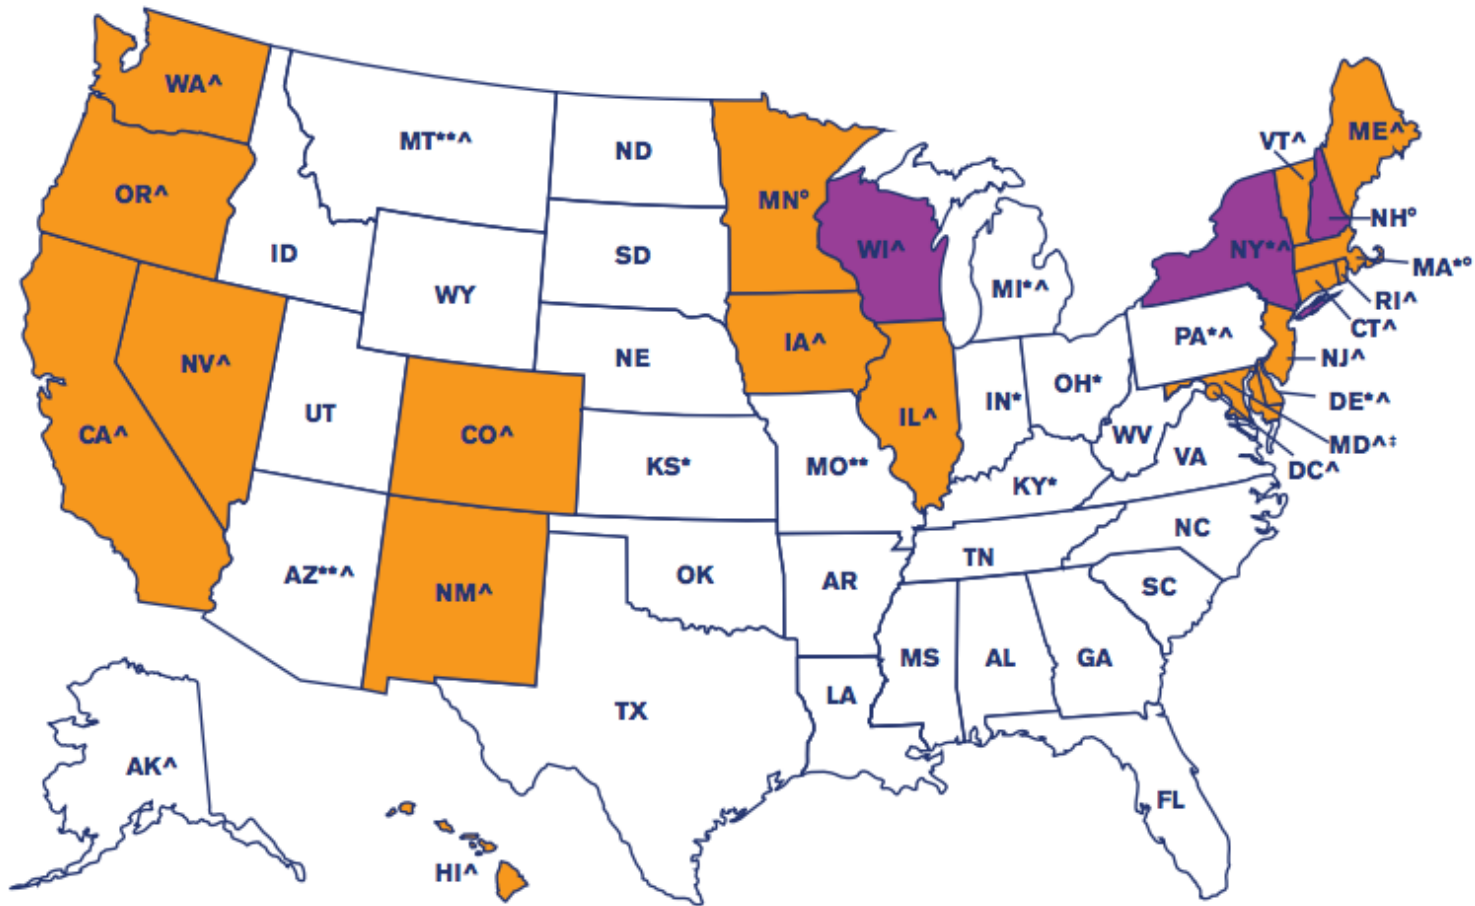 WA^
MT**^
ND
ME^
VT^
OR^
MN°
NH°
ID
SD
WI^
NY*^
MA*°
WY
MI*^
RI^
CT^
NV^
NE
IA^
PA*^
NJ^
UT
OH*
DE*^
CA^
CO^
IL^
IN*
WV
MD^‡
KS*
MO**
VA
DC^
KY*
NC
AZ**^
NM^
OK
AR
TN
SC
MS
AL
GA
TX
LA
AK^
FL
HI^